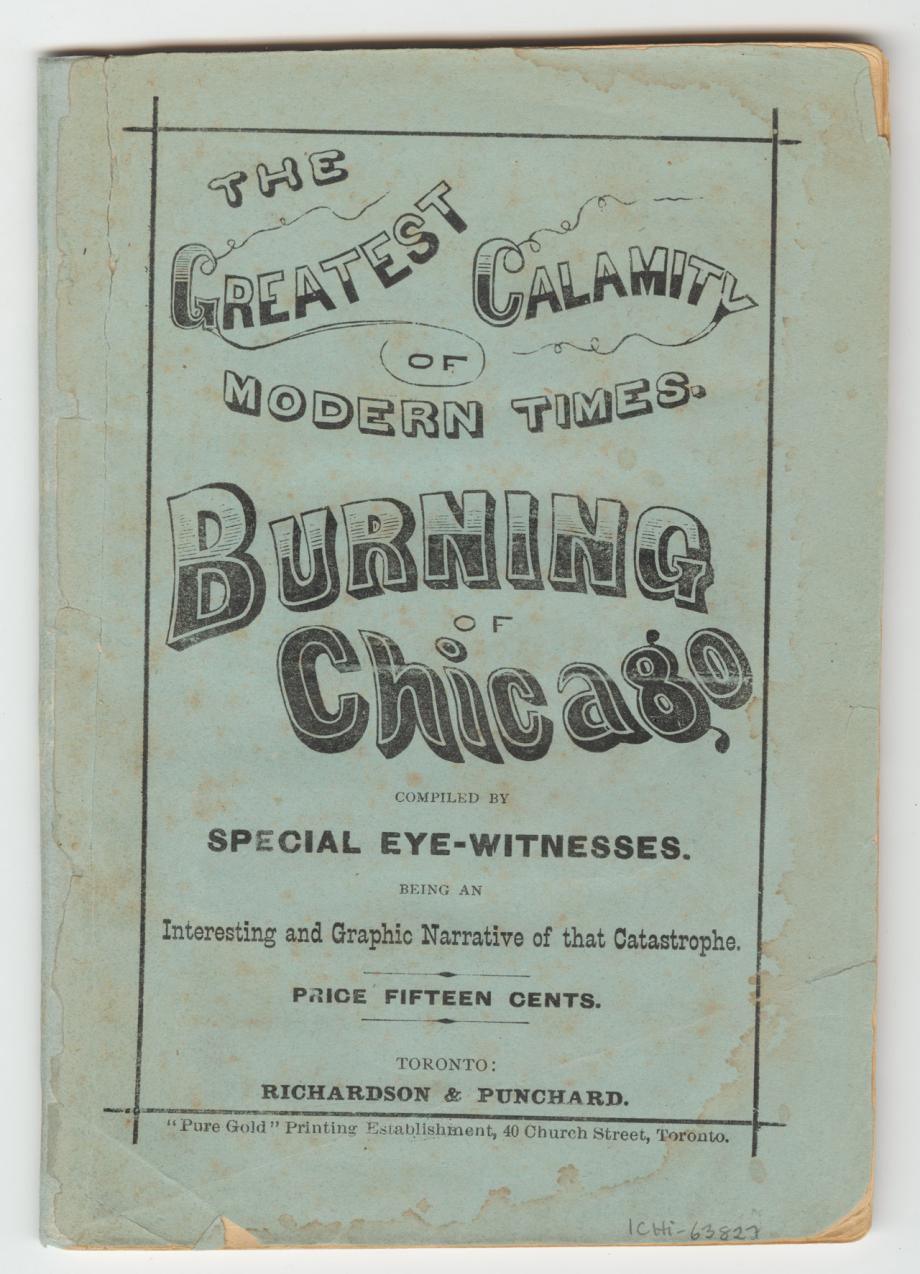 THE
GREATEST CALAMITY
OF
MODERN TIMES.
BURNING
OF
Chicago
COMPILED BY
SPECIAL EYE-WITNESSES.
BEING AN
Interesting and Graphic Narrative of that Catastrophe.
PRICE FIFTEEN CENTS.
TORONTO:
RICHARDSON & PUNCHARD.
"Pure Gold" Printing Establishment, 40 Church Street, Toronto.
ICHi-63827